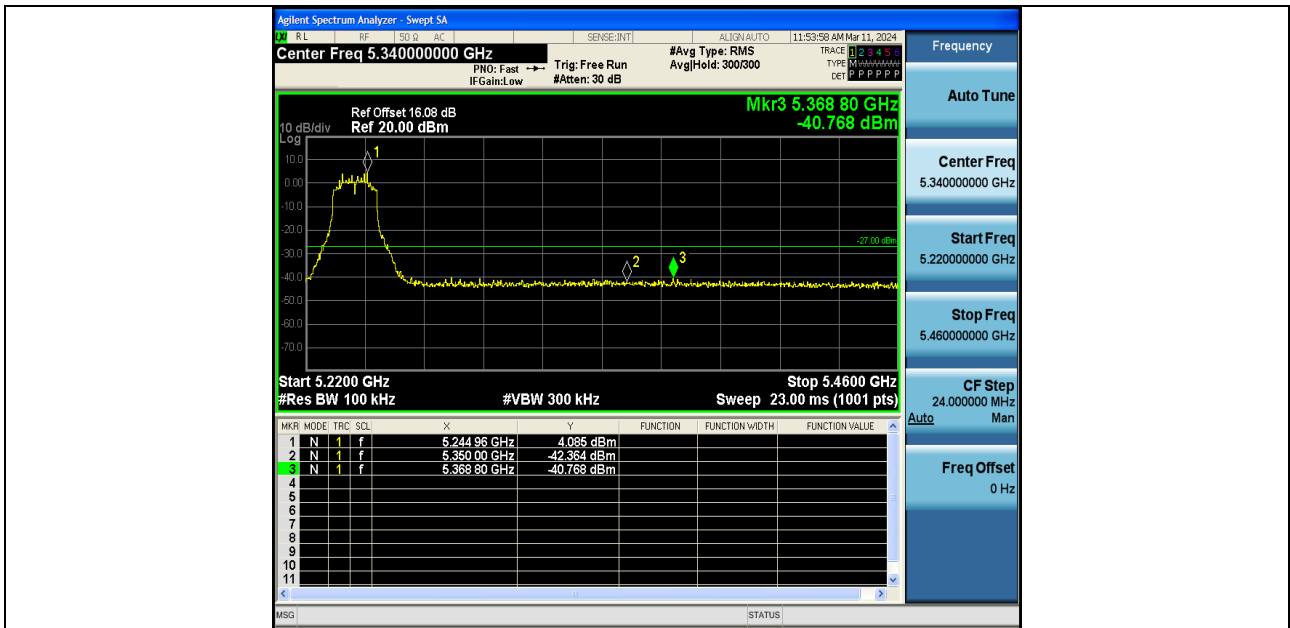 Agilent Spectrum Analyzer - Swept SA
LXI RL RF 50 Ω AC SENSE:INT ALIGN AUTO 11:53:58 AM Mar 11, 2024
Center Freq 5.340000000 GHz
PNO: Fast
IFGain:Low
Trig: Free Run
#Atten: 30 dB
#Avg Type: RMS
Avg|Hold: 300/300
TRACE 1 2 3 4 5 6
TYPE M
DET P P P P P P
Mkr3 5.368 80 GHz
-40.768 dBm
Ref Offset 16.08 dB
10 dB/div Ref 20.00 dBm
Log
10.0
0.00
-10.0
-20.0
-30.0
-40.0
-50.0
-60.0
-70.0
1
2
3
-27.00 dBm
Start 5.2200 GHz Stop 5.4600 GHz
#Res BW 100 kHz #VBW 300 kHz Sweep 23.00 ms (1001 pts)
MKR MODE TRC SCL X Y FUNCTION FUNCTION WIDTH FUNCTION VALUE
1 N 1 f 5.244 96 GHz 4.085 dBm
2 N 1 f 5.350 00 GHz -42.364 dBm
3 N 1 f 5.368 80 GHz -40.768 dBm
4
5
6
7
8
9
10
11
MSG STATUS
Frequency
Auto Tune
Center Freq
5.340000000 GHz
Start Freq
5.220000000 GHz
Stop Freq
5.460000000 GHz
CF Step
24.000000 MHz
Auto Man
Freq Offset
0 Hz